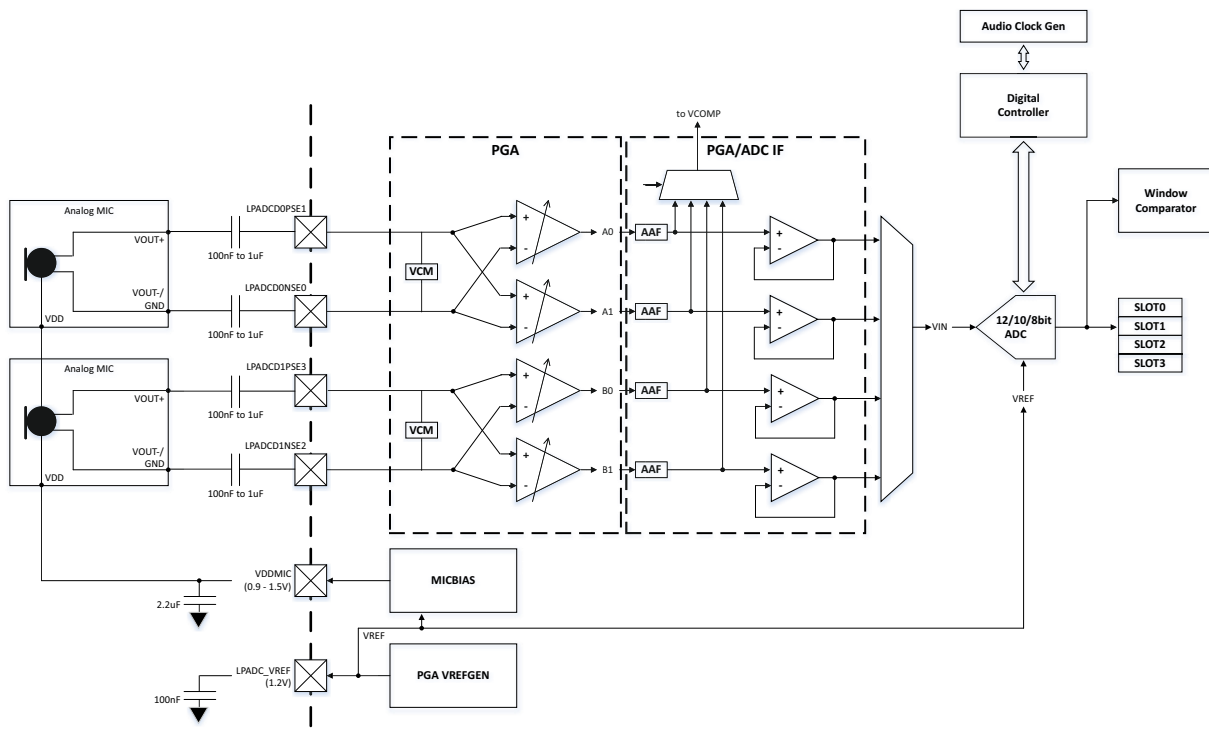 Audio Clock Gen
Digital
Controller
to VCOMP
PGA
PGA/ADC IF
Window
Comparator
Analog MIC
VOUT+
VOUT-/
GND
VDD
LPADCD0PSE1
100nF to 1uF
LPADCD0NSE0
100nF to 1uF
VCM
+
-
A0
AAF
+
-
+
-
A1
AAF
+
-
VIN
12/10/8bit
ADC
SLOT0
SLOT1
SLOT2
SLOT3
Analog MIC
VOUT+
VOUT-/
GND
VDD
LPADCD1PSE3
100nF to 1uF
LPADCD1NSE2
100nF to 1uF
VCM
+
-
B0
AAF
+
-
+
-
B1
AAF
+
-
VREF
VDDMIC
(0.9 - 1.5V)
2.2uF
MICBIAS
VREF
LPADC_VREF
(1.2V)
100nF
PGA VREFGEN